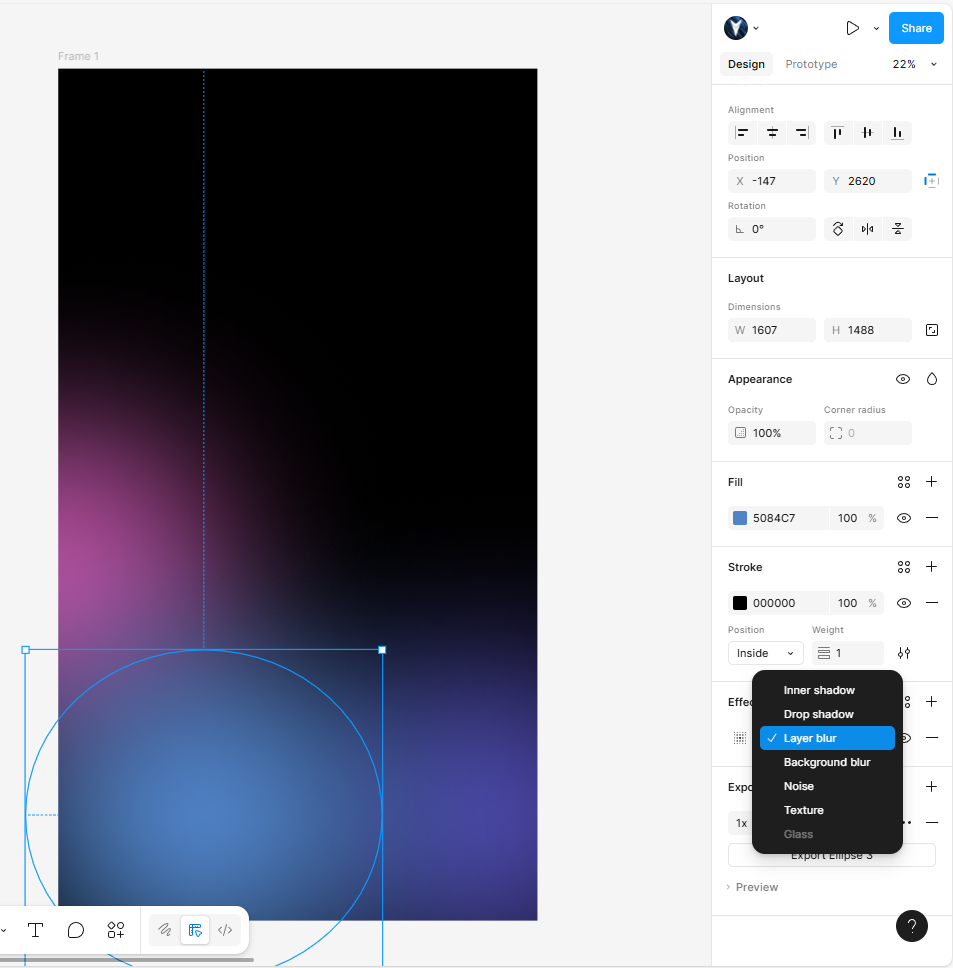 Share
Design Prototype 22%
Frame 1
Alignment
Position
X -147 Y 2620
Rotation
0°
Layout
Dimensions
W 1607 H 1488
Appearance
Opacity Corner radius
100% 0
Fill
5084C7 100 %
Stroke
000000 100 %
Position Weight
Inside 1
Inner shadow
Effec
Drop shadow
Layer blur
Background blur
Expo
Noise
Texture
1x
Glass
Export Ellipse 3
Preview
T
?